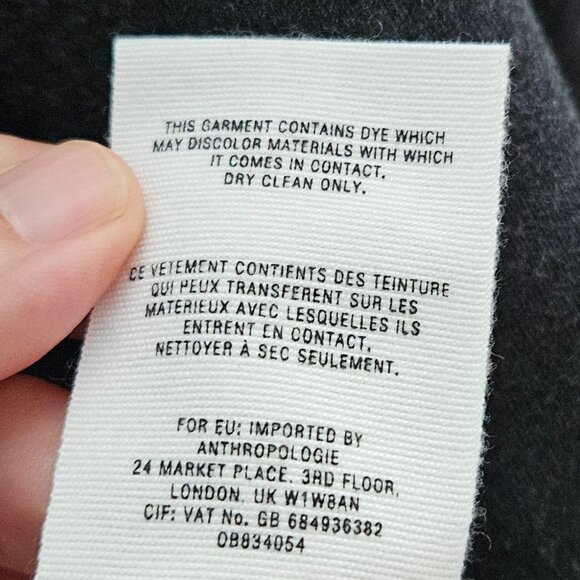 THIS GARMENT CONTAINS DYE WHICH
MAY DISCOLOR MATERIALS WITH WHICH
IT COMES IN CONTACT.
DRY CLEAN ONLY.
CE VETEMENT CONTIENTS DES TEINTURE
QUI PEUX TRANSFERENT SUR LES
MATERIEUX AVEC LESQUELLES ILS
ENTRENT EN CONTACT.
NETTOYER À SEC SEULEMENT.
FOR EU: IMPORTED BY
ANTHROPOLOGIE
24 MARKET PLACE, 3RD FLOOR,
LONDON, UK W1W8AN
CIF: VAT No. GB 684936382
OB834054